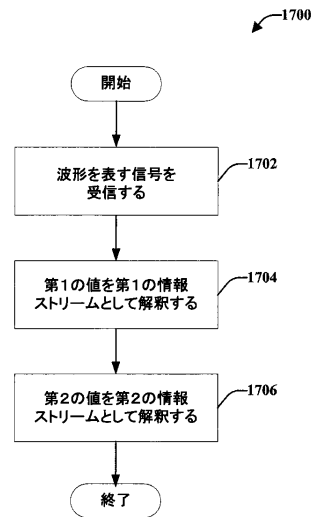 1700
開始
波形を表す信号を
受信する
1702
第1の値を第1の情報
ストリームとして解釈する
1704
第2の値を第2の情報
ストリームとして解釈する
1706
終了